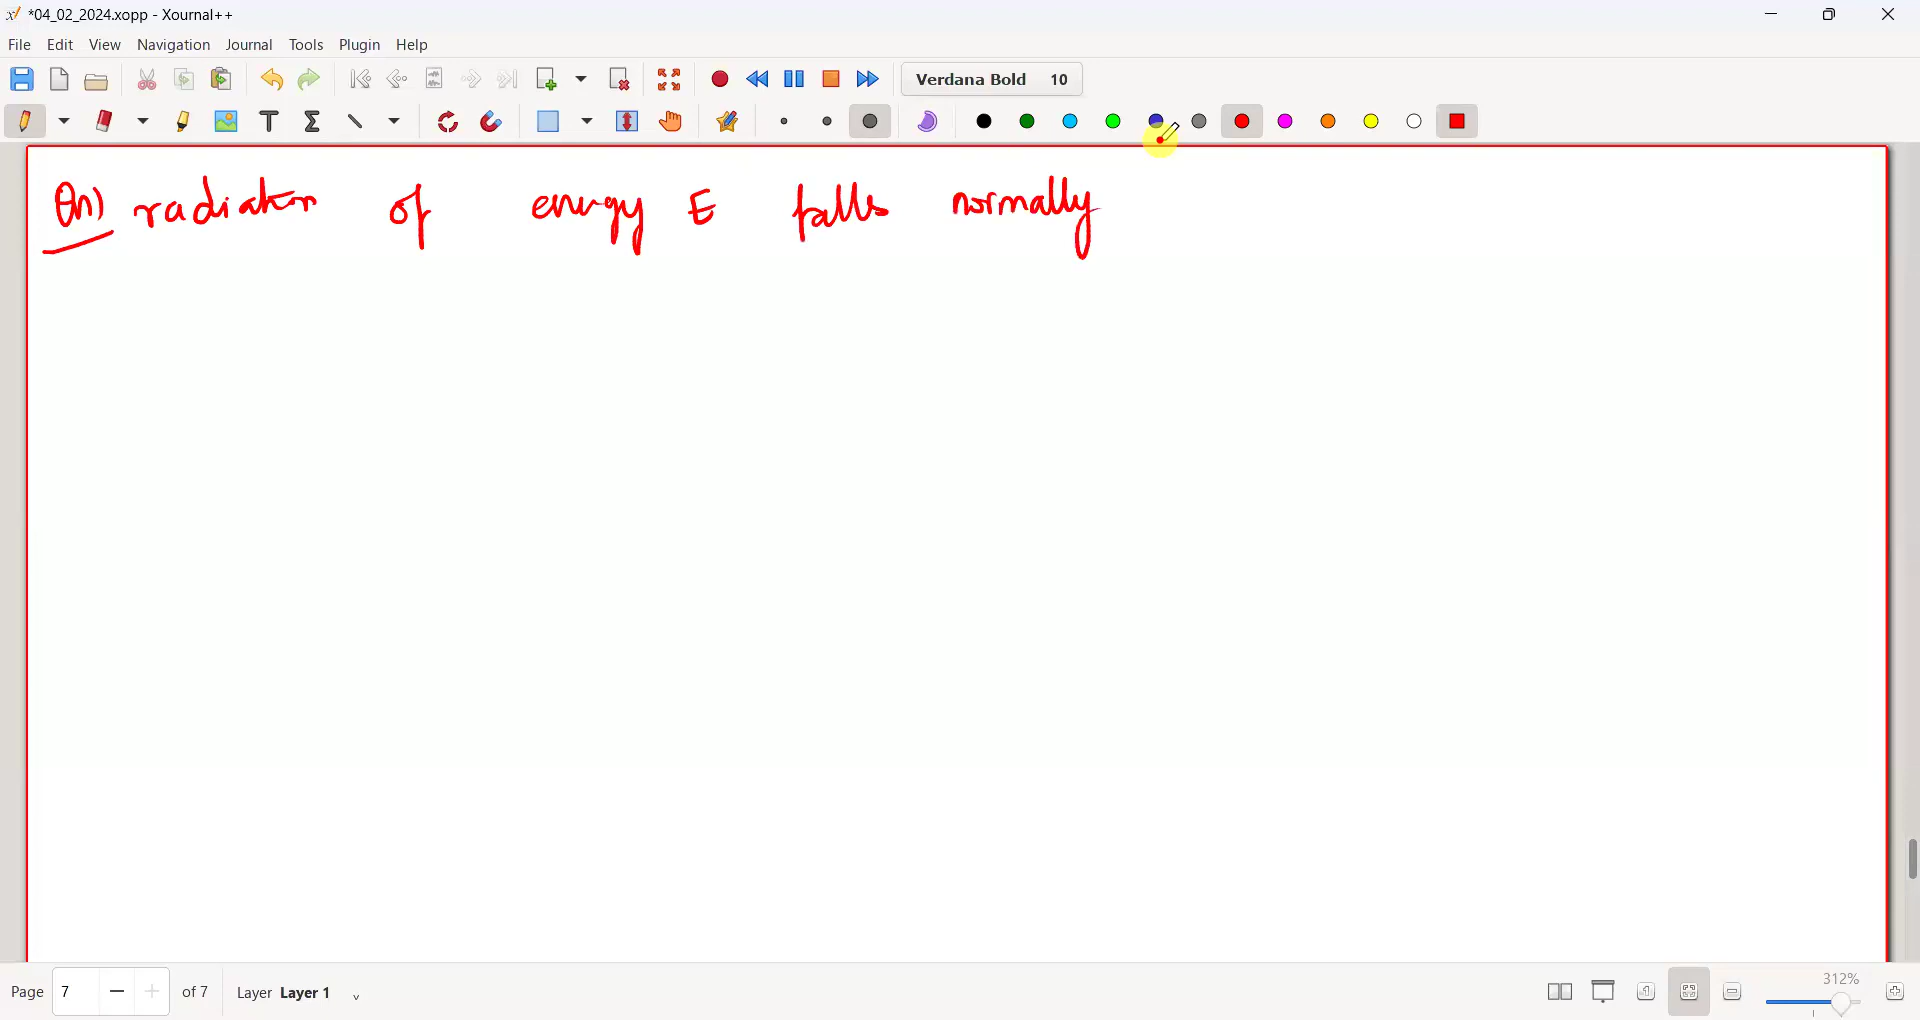 *04_02_2024.xopp - Xournal++
File Edit View Navigation Journal Tools Plugin Help
Verdana Bold 10
Qn) radiation of energy E falls normally
Page 7 of 7 Layer Layer 1 312%